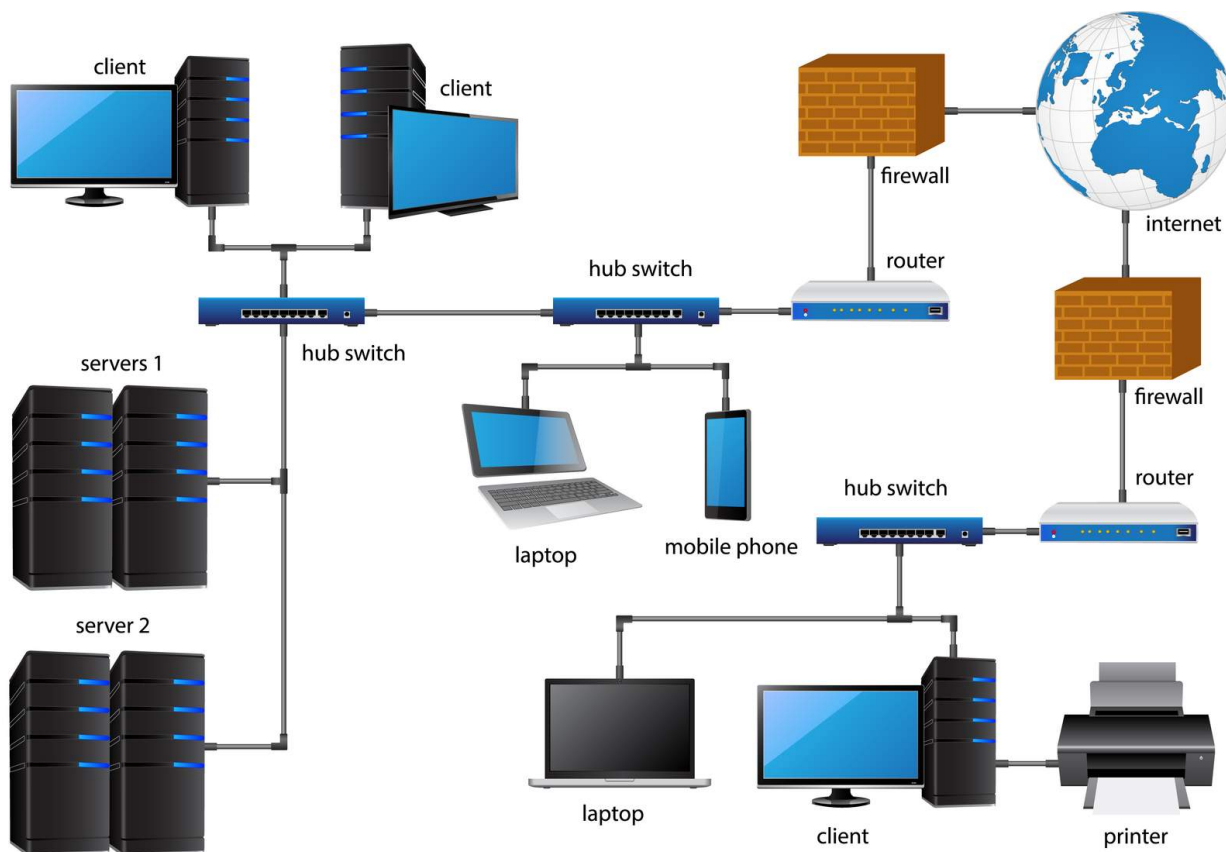 client
client
firewall
internet
router
hub switch
hub switch
servers 1
firewall
router
hub switch
laptop
mobile phone
server 2
laptop
client
printer